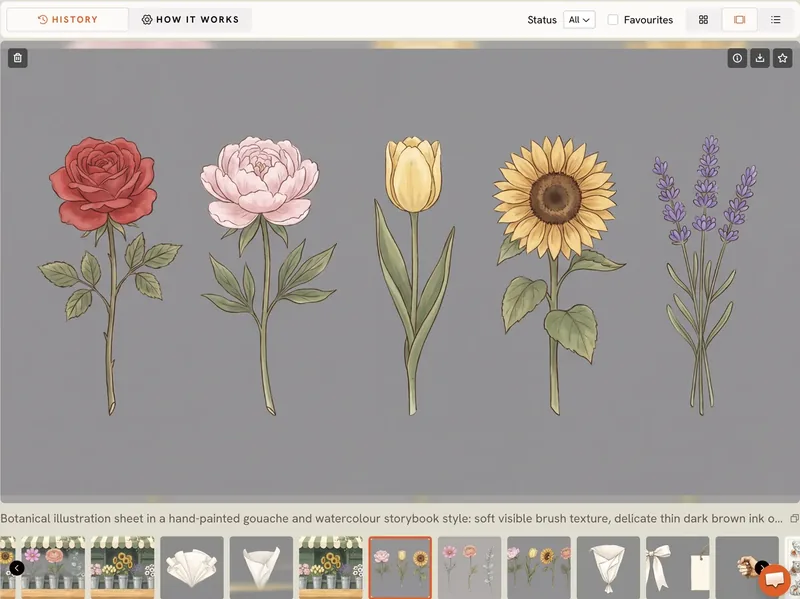 HISTORY
HOW IT WORKS
Status
All
Favourites
Botanical illustration sheet in a hand-painted gouache and watercolour storybook style: soft visible brush texture, delicate thin dark brown ink o...